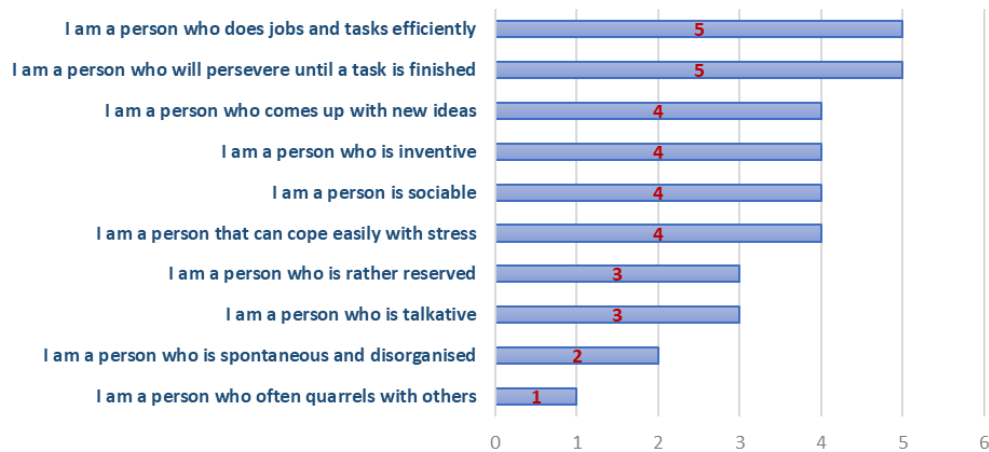 I am a person who does jobs and tasks efficiently 5
I am a person who will persevere until a task is finished 5
I am a person who comes up with new ideas 4
I am a person who is inventive 4
I am a person is sociable 4
I am a person that can cope easily with stress 4
I am a person who is rather reserved 3
I am a person who is talkative 3
I am a person who is spontaneous and disorganised 2
I am a person who often quarrels with others 1
0 1 2 3 4 5 6